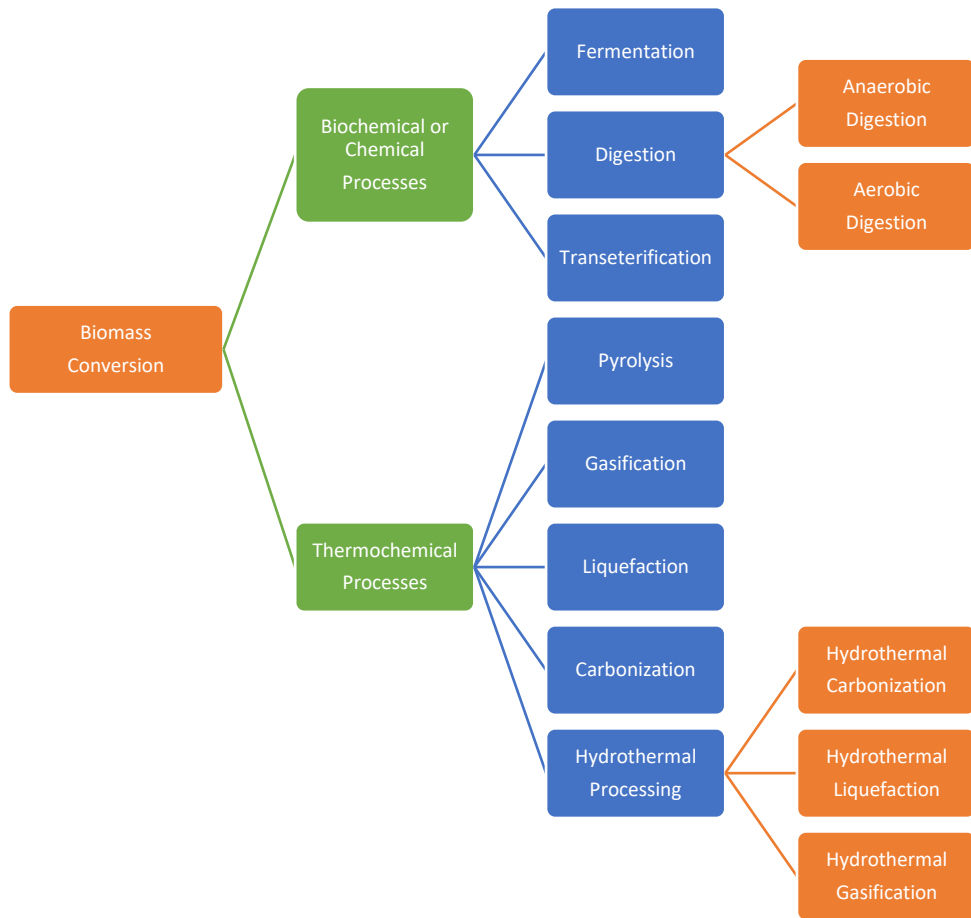 Fermentation
Anaerobic
Digestion
Biochemical or
Chemical
Processes
Digestion
Aerobic
Digestion
Transeterification
Biomass
Conversion
Pyrolysis
Gasification
Thermochemical
Processes
Liquefaction
Carbonization
Hydrothermal
Carbonization
Hydrothermal
Processing
Hydrothermal
Liquefaction
Hydrothermal
Gasification